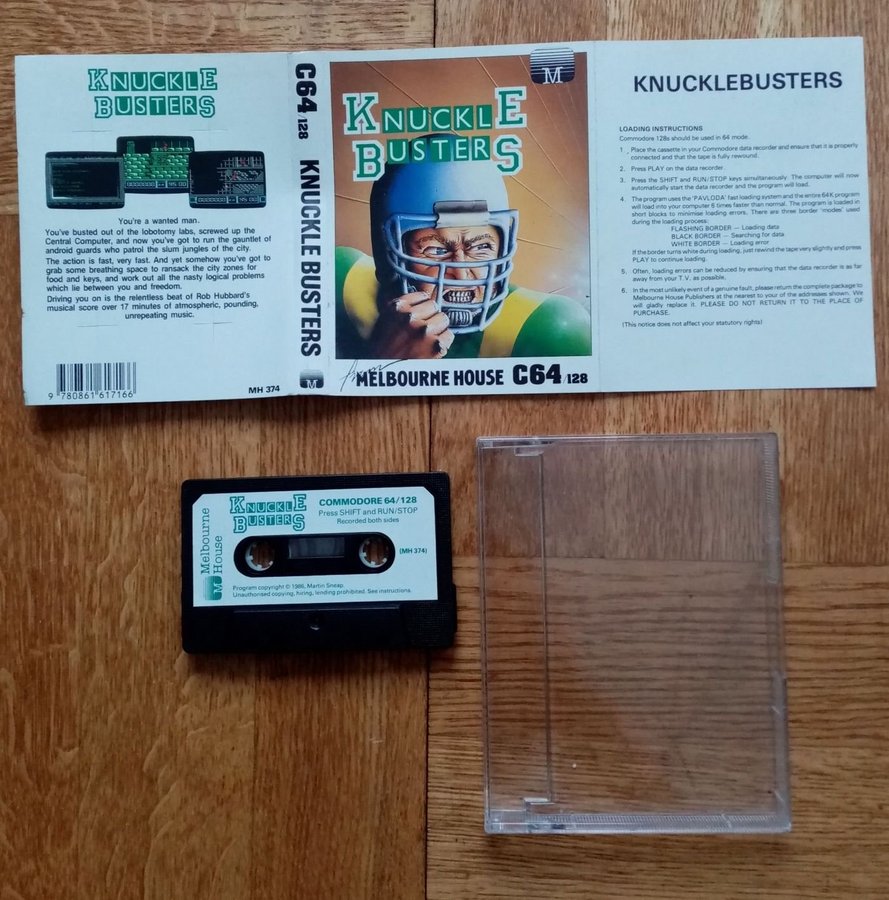 KNUCKLE
BUSTERS
You're a wanted man.
You've busted out of the lobotomy labs, screwed up the
Central Computer, and now you've got to run the gauntlet of
android guards who patrol the slum jungles of the city.
The action is fast, very fast. And yet somehow you've got to
grab some breathing space to ransack the city zones for
food and keys, and work out all the nasty logical problems
which lie between you and freedom.
Driving you on is the relentless beat of Rob Hubbard's
musical score over 17 minutes of atmospheric, pounding,
unrepeating music.
9 780861 617166
MH 374
C64/128 KNUCKLE BUSTERS
M
M
KNUCKLE
BUSTERS
from
MELBOURNE HOUSE C64/128
KNUCKLEBUSTERS
LOADING INSTRUCTIONS
Commodore 128s should be used in 64 mode.
1. Place the cassette in your Commodore data recorder and ensure that it is properly
connected and that the tape is fully rewound.
2. Press PLAY on the data recorder.
3. Press the SHIFT and RUN/STOP keys simultaneously. The computer will now
automatically start the data recorder and the program will load.
4. The program uses the 'PAVLODA' fast loading system and the entire 64K program
will load into your computer 6 times faster than normal. The program is loaded in
short blocks to minimise loading errors. There are three border 'modes' used
during the loading process:
FLASHING BORDER — Loading data
BLACK BORDER — Searching for data
WHITE BORDER — Loading error
If the border turns white during loading, just rewind the tape very slightly and press
PLAY to continue loading.
5. Often, loading errors can be reduced by ensuring that the data recorder is as far
away from your T.V. as possible.
6. In the most unlikely event of a genuine fault, please return the complete package to
Melbourne House Publishers at the nearest to your of the addresses shown. We
will gladly replace it. PLEASE DO NOT RETURN IT TO THE PLACE OF
PURCHASE.
(This notice does not affect your statutory rights)
Melbourne
House
M
KNUCKLE
BUSTERS
COMMODORE 64/128
Press SHIFT and RUN/STOP
Recorded both sides
(MH 374)
Program copyright © 1986, Martin Sneap.
Unauthorised copying, hiring, lending prohibited. See instructions.